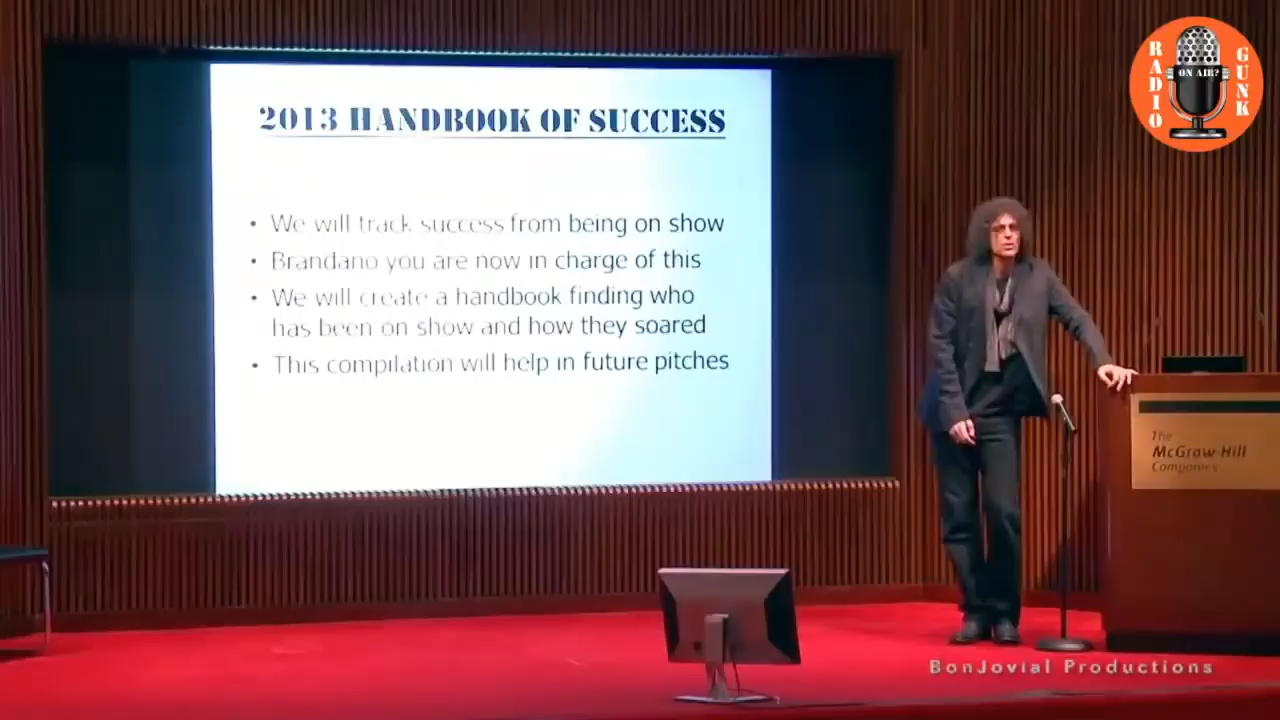 2013 HANDBOOK OF SUCCESS
• We will track success from being on show
• Brandano you are now in charge of this
• We will create a handbook finding who
has been on show and how they soared
• This compilation will help in future pitches
RADIO
ON AIR?
GUNK
The
McGraw-Hill
Companies
BonJovial Productions